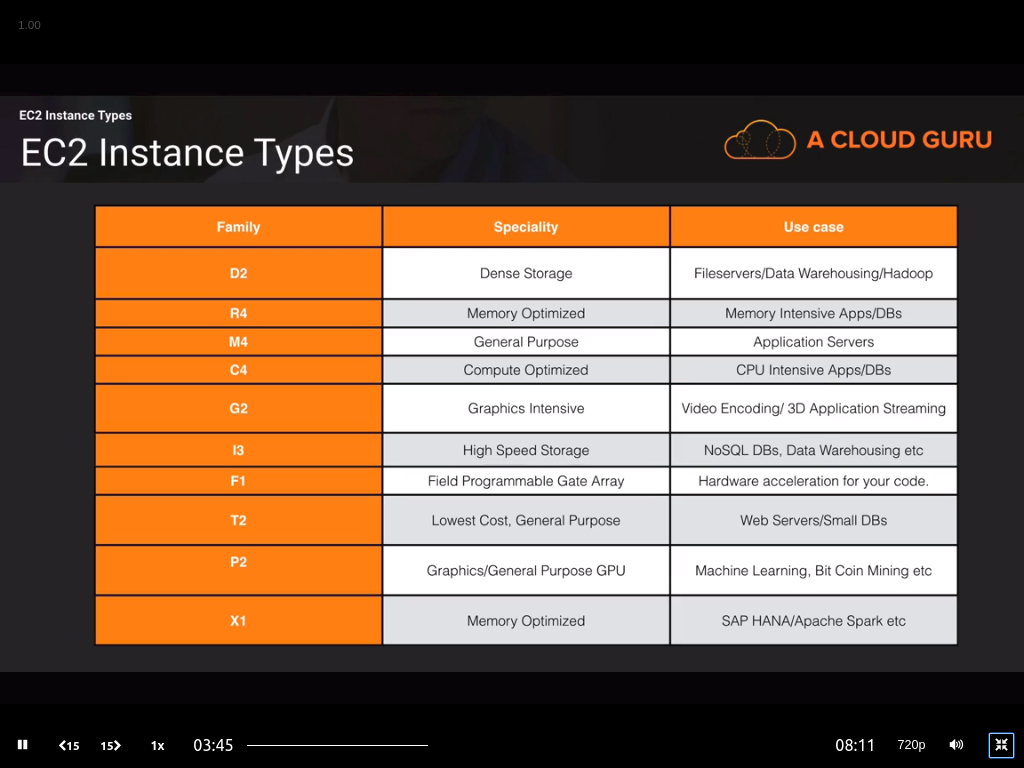 1.00
EC2 Instance Types
EC2 Instance Types
A CLOUD GURU
Family Speciality Use case
D2 Dense Storage Fileservers/Data Warehousing/Hadoop
R4 Memory Optimized Memory Intensive Apps/DBs
M4 General Purpose Application Servers
C4 Compute Optimized CPU Intensive Apps/DBs
G2 Graphics Intensive Video Encoding/ 3D Application Streaming
I3 High Speed Storage NoSQL DBs, Data Warehousing etc
F1 Field Programmable Gate Array Hardware acceleration for your code.
T2 Lowest Cost, General Purpose Web Servers/Small DBs
P2 Graphics/General Purpose GPU Machine Learning, Bit Coin Mining etc
X1 Memory Optimized SAP HANA/Apache Spark etc
15 15 1x 03:45 08:11 720p